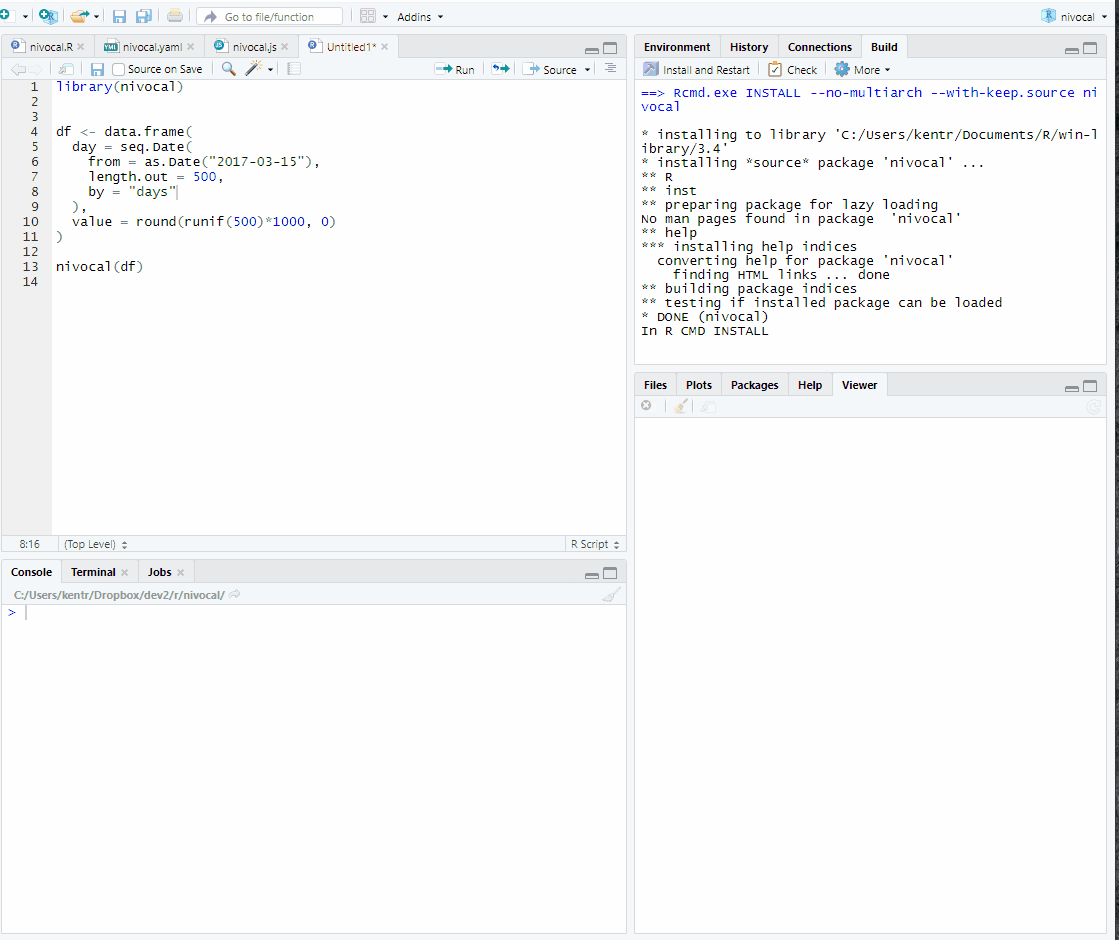 Go to file/function
Addins
nivocal
nivocal.R
nivocal.yaml
nivocal.js
Untitled1*
Source on Save
Run
Source
1 library(nivocal)
2
3
4 df <- data.frame(
5   day = seq.Date(
6     from = as.Date("2017-03-15"),
7     length.out = 500,
8     by = "days"
9   ),
10   value = round(runif(500)*1000, 0)
11 )
12
13 nivocal(df)
14
8:16 (Top Level) R Script
Console Terminal Jobs
C:/Users/kentr/Dropbox/dev2/r/nivocal/
>
Environment History Connections Build
Install and Restart Check More
==> Rcmd.exe INSTALL --no-multiarch --with-keep.source ni
vocal
* installing to library 'C:/Users/kentr/Documents/R/win-l
ibrary/3.4'
* installing *source* package 'nivocal' ...
** R
** inst
** preparing package for lazy loading
No man pages found in package  'nivocal'
** help
*** installing help indices
  converting help for package 'nivocal'
    finding HTML links ... done
** building package indices
** testing if installed package can be loaded
* DONE (nivocal)
In R CMD INSTALL
Files Plots Packages Help Viewer